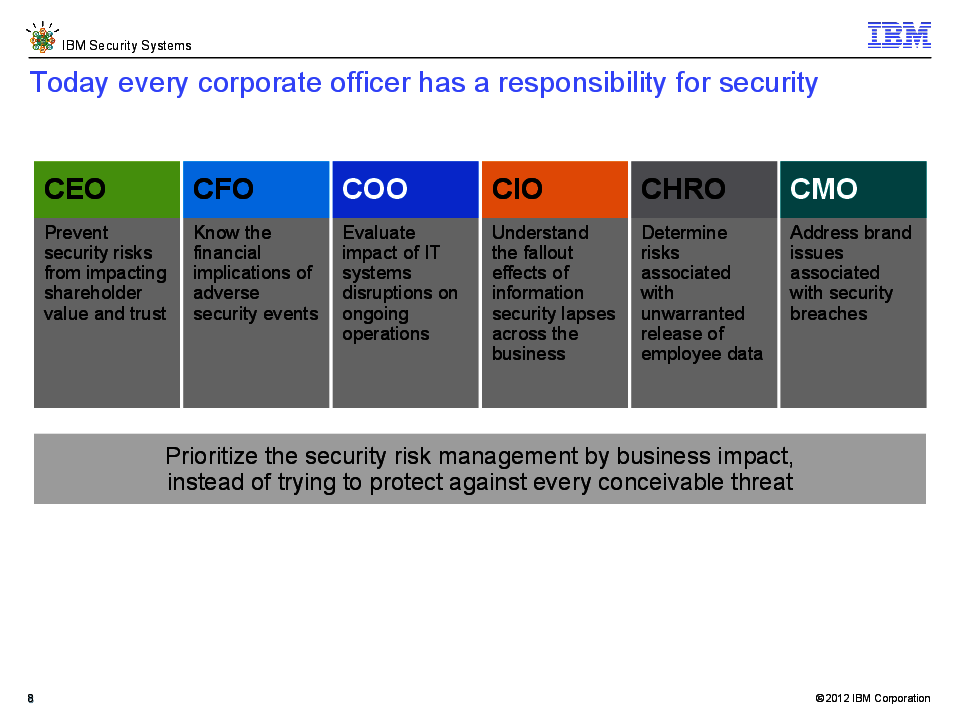 IBM Security Systems
IBM
Today every corporate officer has a responsibility for security
CEO
Prevent
security risks
from impacting
shareholder
value and trust
CFO
Know the
financial
implications of
adverse
security events
COO
Evaluate
impact of IT
systems
disruptions on
ongoing
operations
CIO
Understand
the fallout
effects of
information
security lapses
across the
business
CHRO
Determine
risks
associated
with
unwarranted
release of
employee data
CMO
Address brand
issues
associated
with security
breaches
Prioritize the security risk management by business impact,
instead of trying to protect against every conceivable threat
8
©2012 IBM Corporation